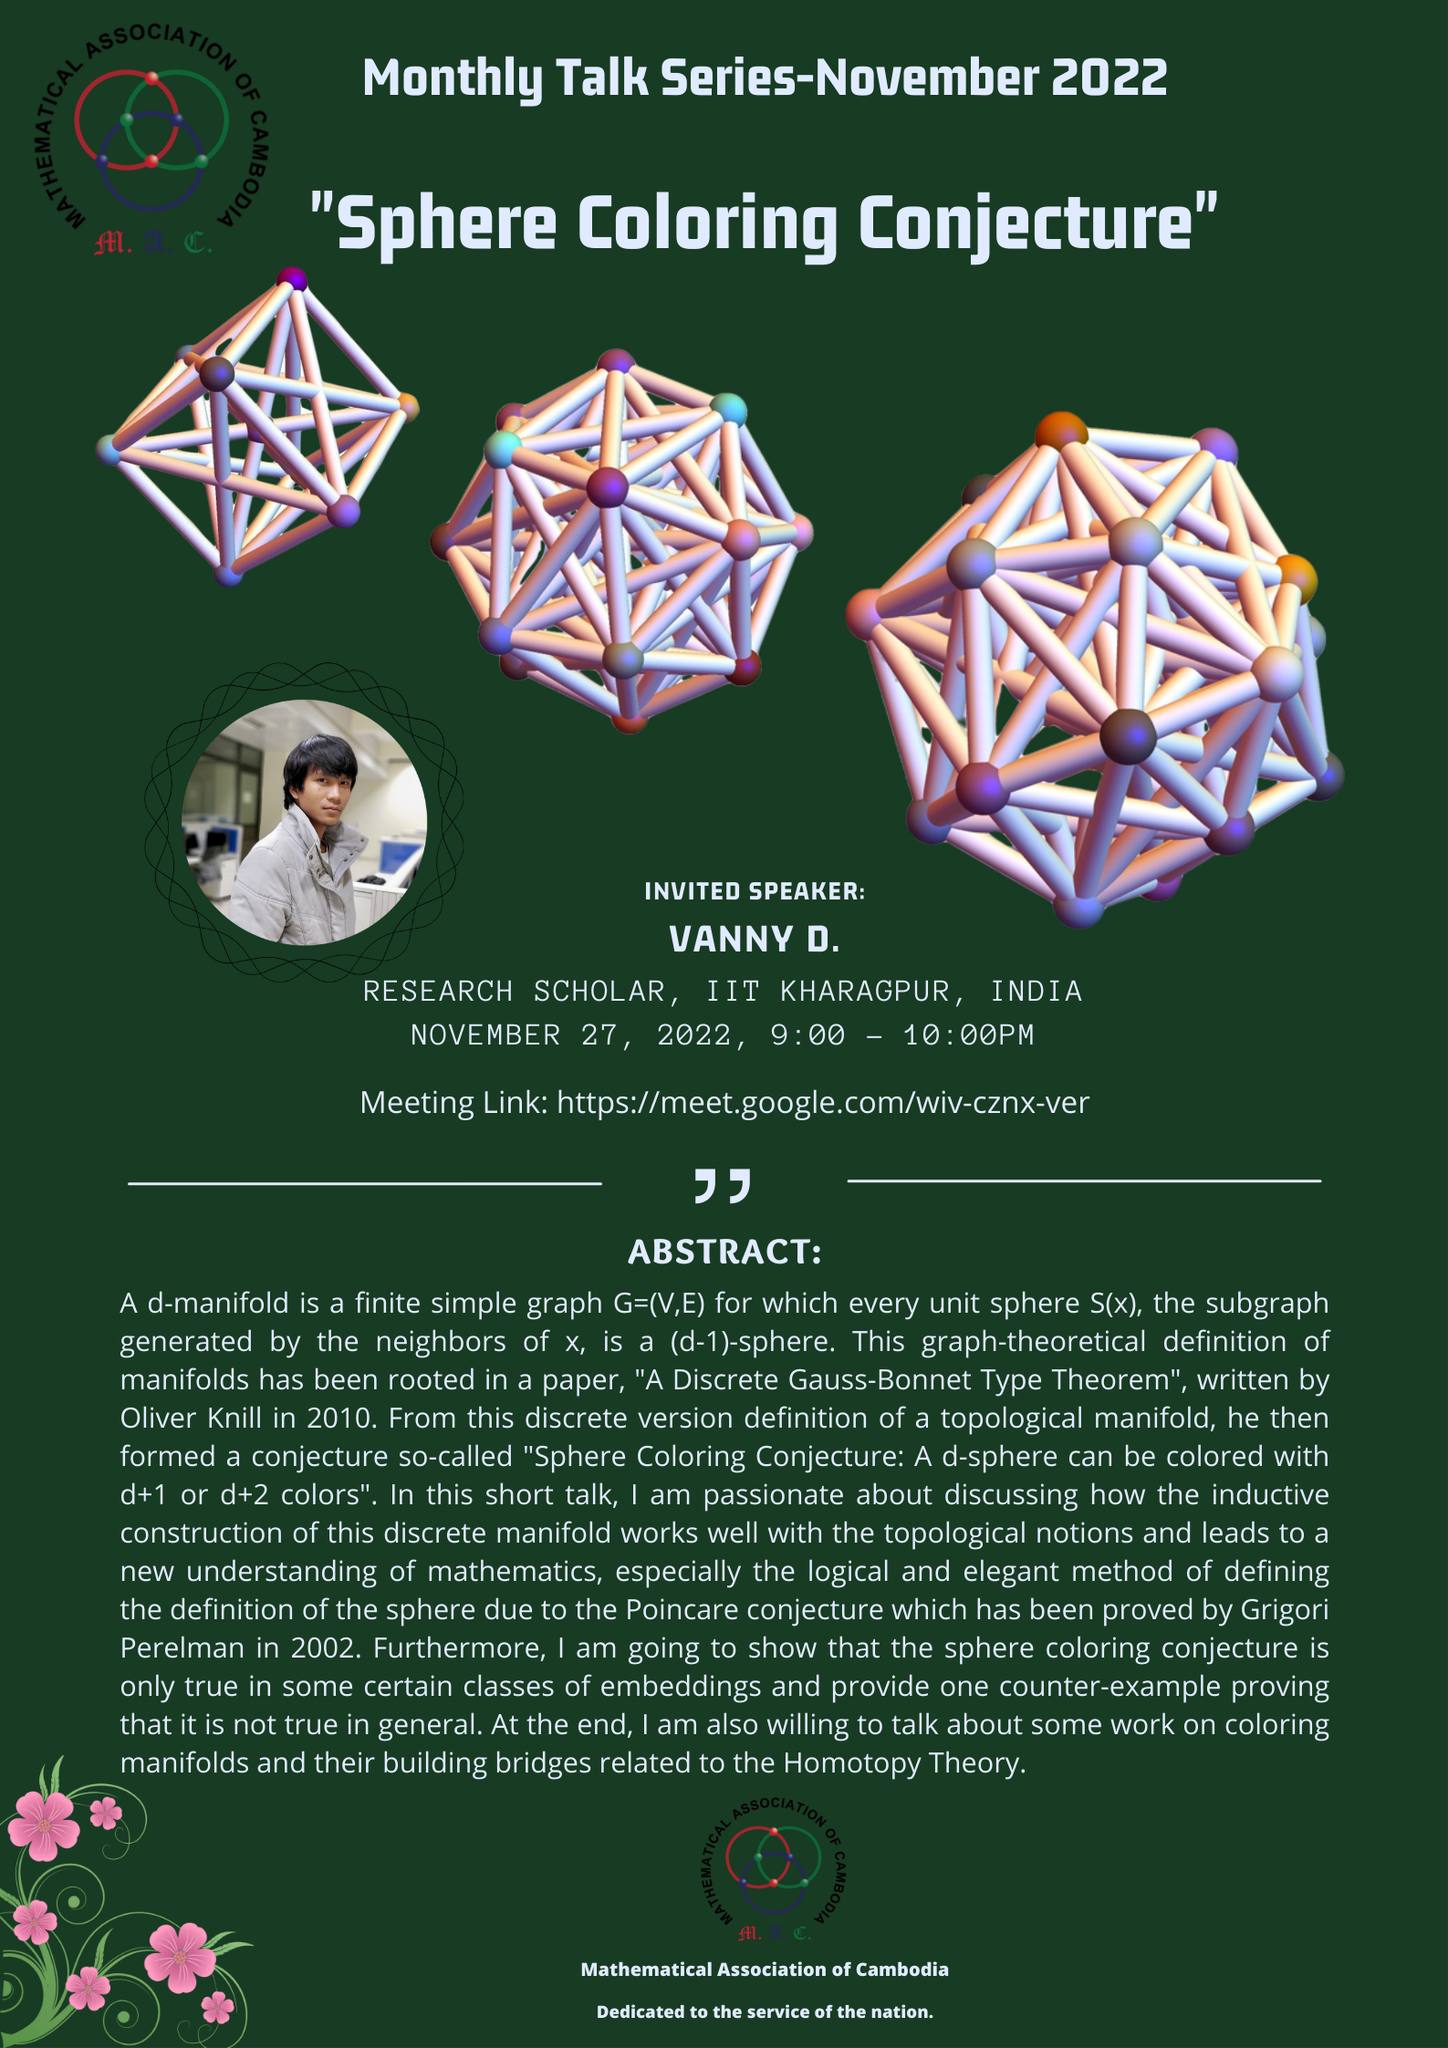 MATHEMATICAL ASSOCIATION OF CAMBODIA
M. A. C.
Monthly Talk Series-November 2022
"Sphere Coloring Conjecture"
INVITED SPEAKER:
VANNY D.
RESEARCH SCHOLAR, IIT KHARAGPUR, INDIA
NOVEMBER 27, 2022, 9:00 – 10:00PM
Meeting Link: https://meet.google.com/wiv-cznx-ver
”
ABSTRACT:
A d-manifold is a finite simple graph G=(V,E) for which every unit sphere S(x), the subgraph
generated by the neighbors of x, is a (d-1)-sphere. This graph-theoretical definition of
manifolds has been rooted in a paper, "A Discrete Gauss-Bonnet Type Theorem", written by
Oliver Knill in 2010. From this discrete version definition of a topological manifold, he then
formed a conjecture so-called "Sphere Coloring Conjecture: A d-sphere can be colored with
d+1 or d+2 colors". In this short talk, I am passionate about discussing how the inductive
construction of this discrete manifold works well with the topological notions and leads to a
new understanding of mathematics, especially the logical and elegant method of defining
the definition of the sphere due to the Poincare conjecture which has been proved by Grigori
Perelman in 2002. Furthermore, I am going to show that the sphere coloring conjecture is
only true in some certain classes of embeddings and provide one counter-example proving
that it is not true in general. At the end, I am also willing to talk about some work on coloring
manifolds and their building bridges related to the Homotopy Theory.
MATHEMATICAL ASSOCIATION OF CAMBODIA
M. A. C.
Mathematical Association of Cambodia
Dedicated to the service of the nation.